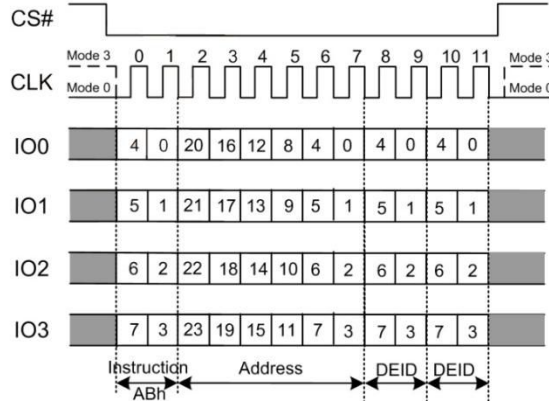 CS#
Mode 3 0 1 2 3 4 5 6 7 8 9 10 11 Mode 3
CLK
Mode 0 Mode 0
IO0 4 0 20 16 12 8 4 0 4 0 4 0
IO1 5 1 21 17 13 9 5 1 5 1 5 1
IO2 6 2 22 18 14 10 6 2 6 2 6 2
IO3 7 3 23 19 15 11 7 3 7 3 7 3
Instruction Address DEID DEID
ABh